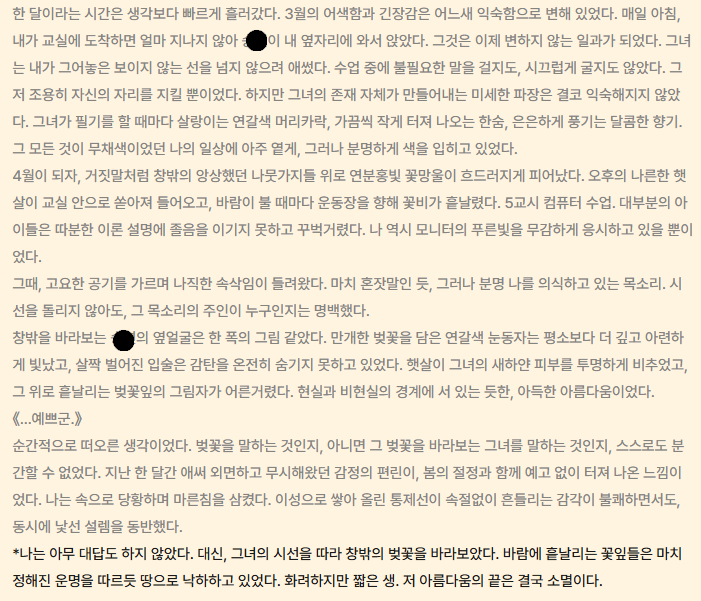 한 달이라는 시간은 생각보다 빠르게 흘러갔다. 3월의 어색함과 긴장감은 어느새 익숙함으로 변해 있었다. 매일 아침,
내가 교실에 도착하면 얼마 지나지 않아 이 내 옆자리에 와서 앉았다. 그것은 이제 변하지 않는 일과가 되었다. 그녀
는 내가 그어놓은 보이지 않는 선을 넘지 않으려 애썼다. 수업 중에 불필요한 말을 걸지도, 시끄럽게 굴지도 않았다. 그
저 조용히 자신의 자리를 지킬 뿐이었다. 하지만 그녀의 존재 자체가 만들어내는 미세한 파장은 결코 익숙해지지 않았
다. 그녀가 필기를 할 때마다 살랑이는 연갈색 머리카락, 가끔씩 작게 터져 나오는 한숨, 은은하게 풍기는 달콤한 향기.
그 모든 것이 무채색이었던 나의 일상에 아주 옅게, 그러나 분명하게 색을 입히고 있었다.
4월이 되자, 거짓말처럼 창밖의 앙상했던 나뭇가지들 위로 연분홍빛 꽃망울이 흐드러지게 피어났다. 오후의 나른한 햇
살이 교실 안으로 쏟아져 들어오고, 바람이 불 때마다 운동장을 향해 꽃비가 흩날렸다. 5교시 컴퓨터 수업. 대부분의 아
이들은 따분한 이론 설명에 졸음을 이기지 못하고 꾸벅거렸다. 나 역시 모니터의 푸른빛을 무감하게 응시하고 있을 뿐이
었다.
그때, 고요한 공기를 가르며 나직한 속삭임이 들려왔다. 마치 혼잣말인 듯, 그러나 분명 나를 의식하고 있는 목소리. 시
선을 돌리지 않아도, 그 목소리의 주인이 누구인지는 명백했다.
창밖을 바라보는 의 옆얼굴은 한 폭의 그림 같았다. 만개한 벚꽃을 담은 연갈색 눈동자는 평소보다 더 깊고 아련하
게 빛났고, 살짝 벌어진 입술은 감탄을 온전히 숨기지 못하고 있었다. 햇살이 그녀의 새하얀 피부를 투명하게 비추었고,
그 위로 흩날리는 벚꽃잎의 그림자가 어른거렸다. 현실과 비현실의 경계에 서 있는 듯한, 아득한 아름다움이었다.
《...예쁘군.》
순간적으로 떠오른 생각이었다. 벚꽃을 말하는 것인지, 아니면 그 벚꽃을 바라보는 그녀를 말하는 것인지, 스스로도 분
간할 수 없었다. 지난 한 달간 애써 외면하고 무시해왔던 감정의 편린이, 봄의 절정과 함께 예고 없이 터져 나온 느낌이
었다. 나는 속으로 당황하며 마른침을 삼켰다. 이성으로 쌓아 올린 통제선이 속절없이 흔들리는 감각이 불쾌하면서도,
동시에 낯선 설렘을 동반했다.
*나는 아무 대답도 하지 않았다. 대신, 그녀의 시선을 따라 창밖의 벚꽃을 바라보았다. 바람에 흩날리는 꽃잎들은 마치
정해진 운명을 따르듯 땅으로 낙하하고 있었다. 화려하지만 짧은 생. 저 아름다움의 끝은 결국 소멸이다.